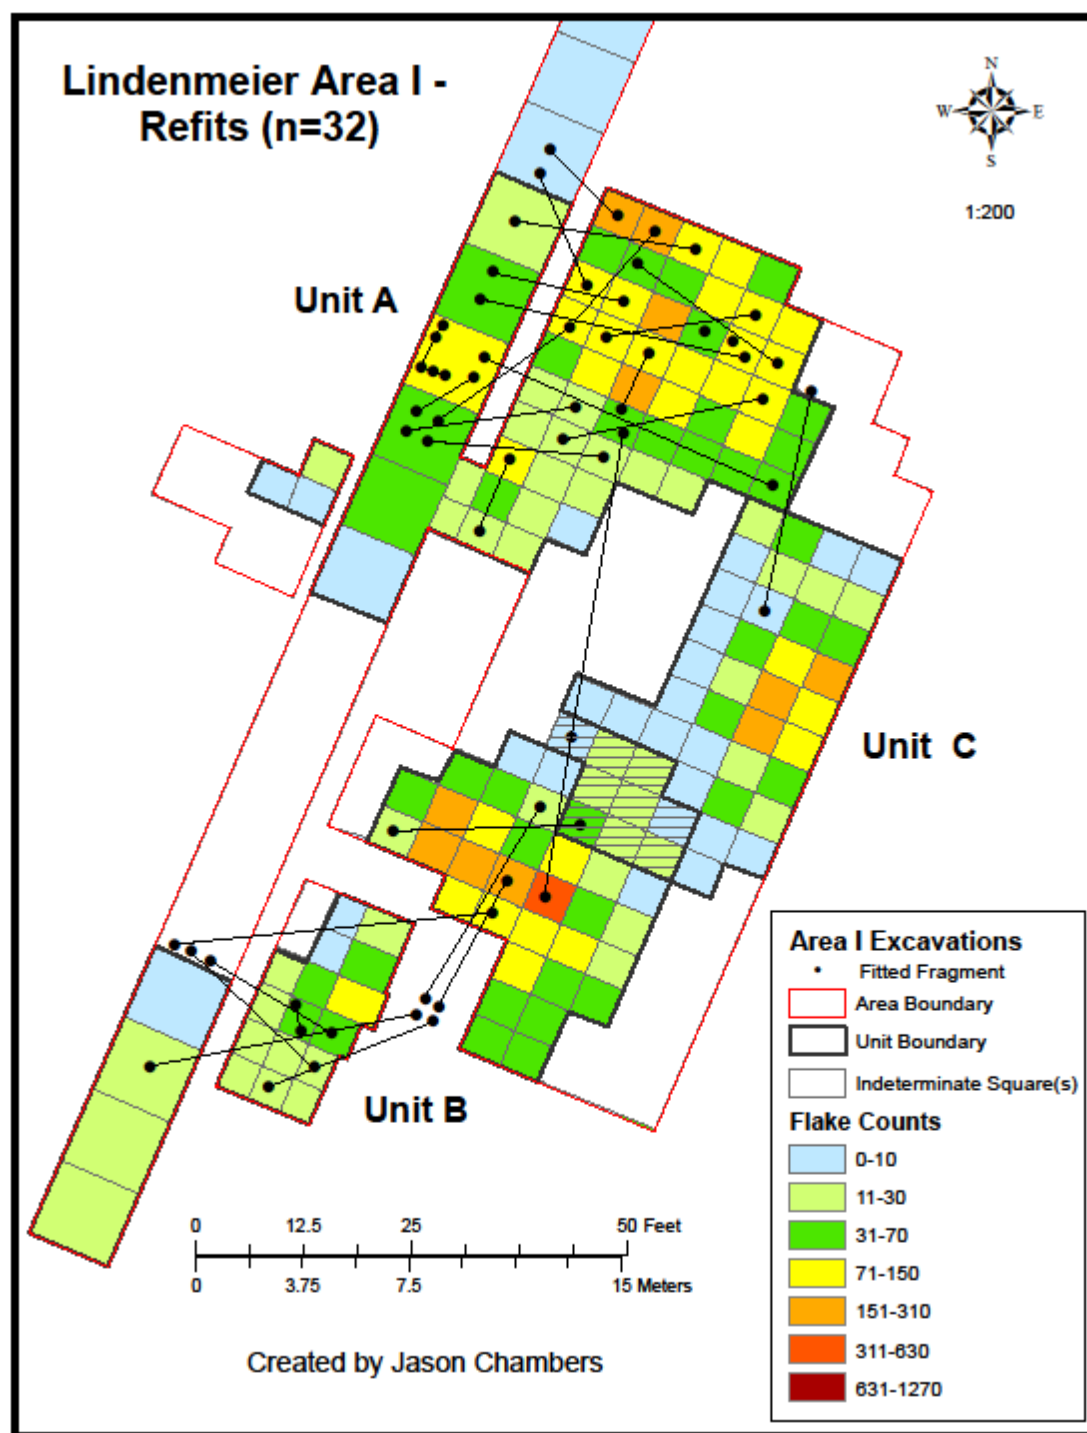 Lindenmeier Area I -
Refits (n=32)
N
W E
S
1:200
Unit A
Unit C
Unit B
Area I Excavations
Fitted Fragment
Area Boundary
Unit Boundary
Indeterminate Square(s)
Flake Counts
0-10
11-30
31-70
71-150
151-310
311-630
631-1270
0 12.5 25 50 Feet
0 3.75 7.5 15 Meters
Created by Jason Chambers